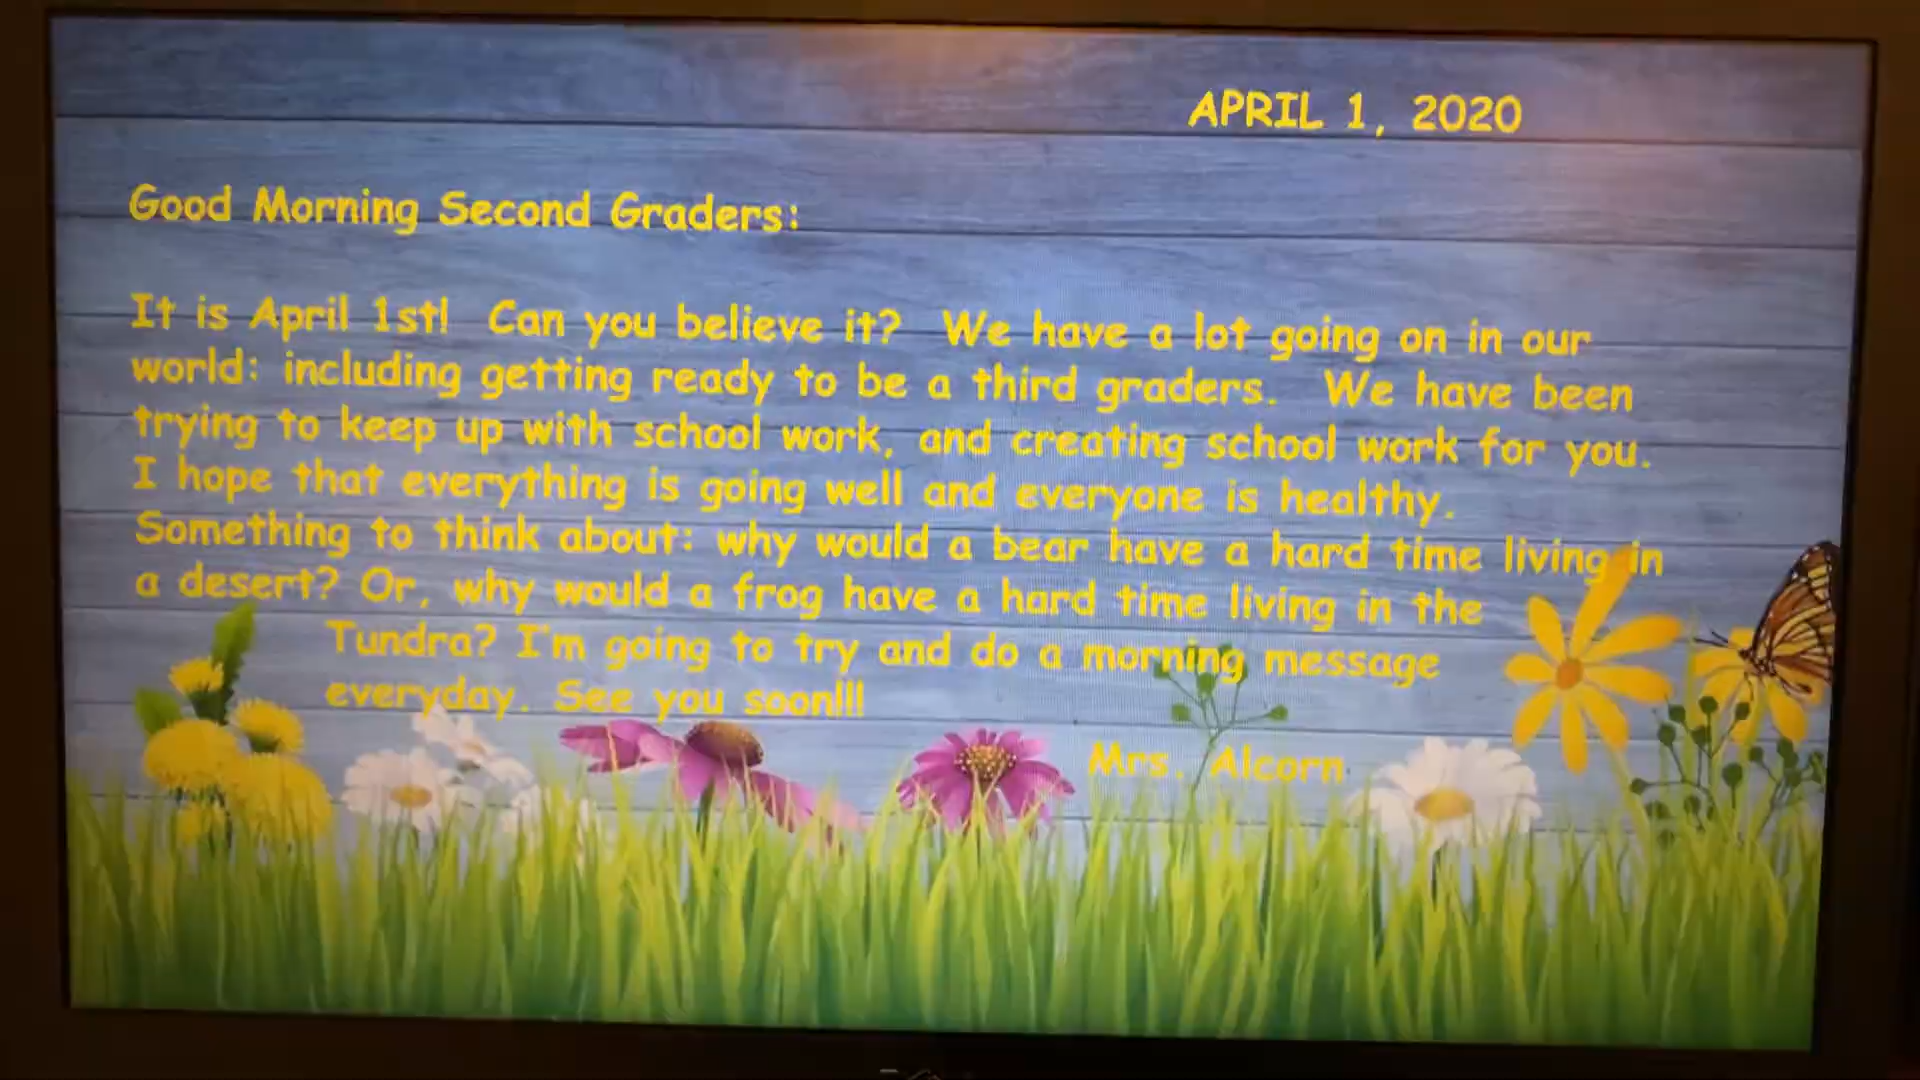 APRIL 1, 2020
Good Morning Second Graders:
It is April 1st! Can you believe it? We have a lot going on in our
world: including getting ready to be a third graders. We have been
trying to keep up with school work, and creating school work for you.
I hope that everything is going well and everyone is healthy.
Something to think about: why would a bear have a hard time living in
a desert? Or, why would a frog have a hard time living in the
Tundra? I'm going to try and do a morning message
everyday. See you soon!!!
Mrs. Alcorn